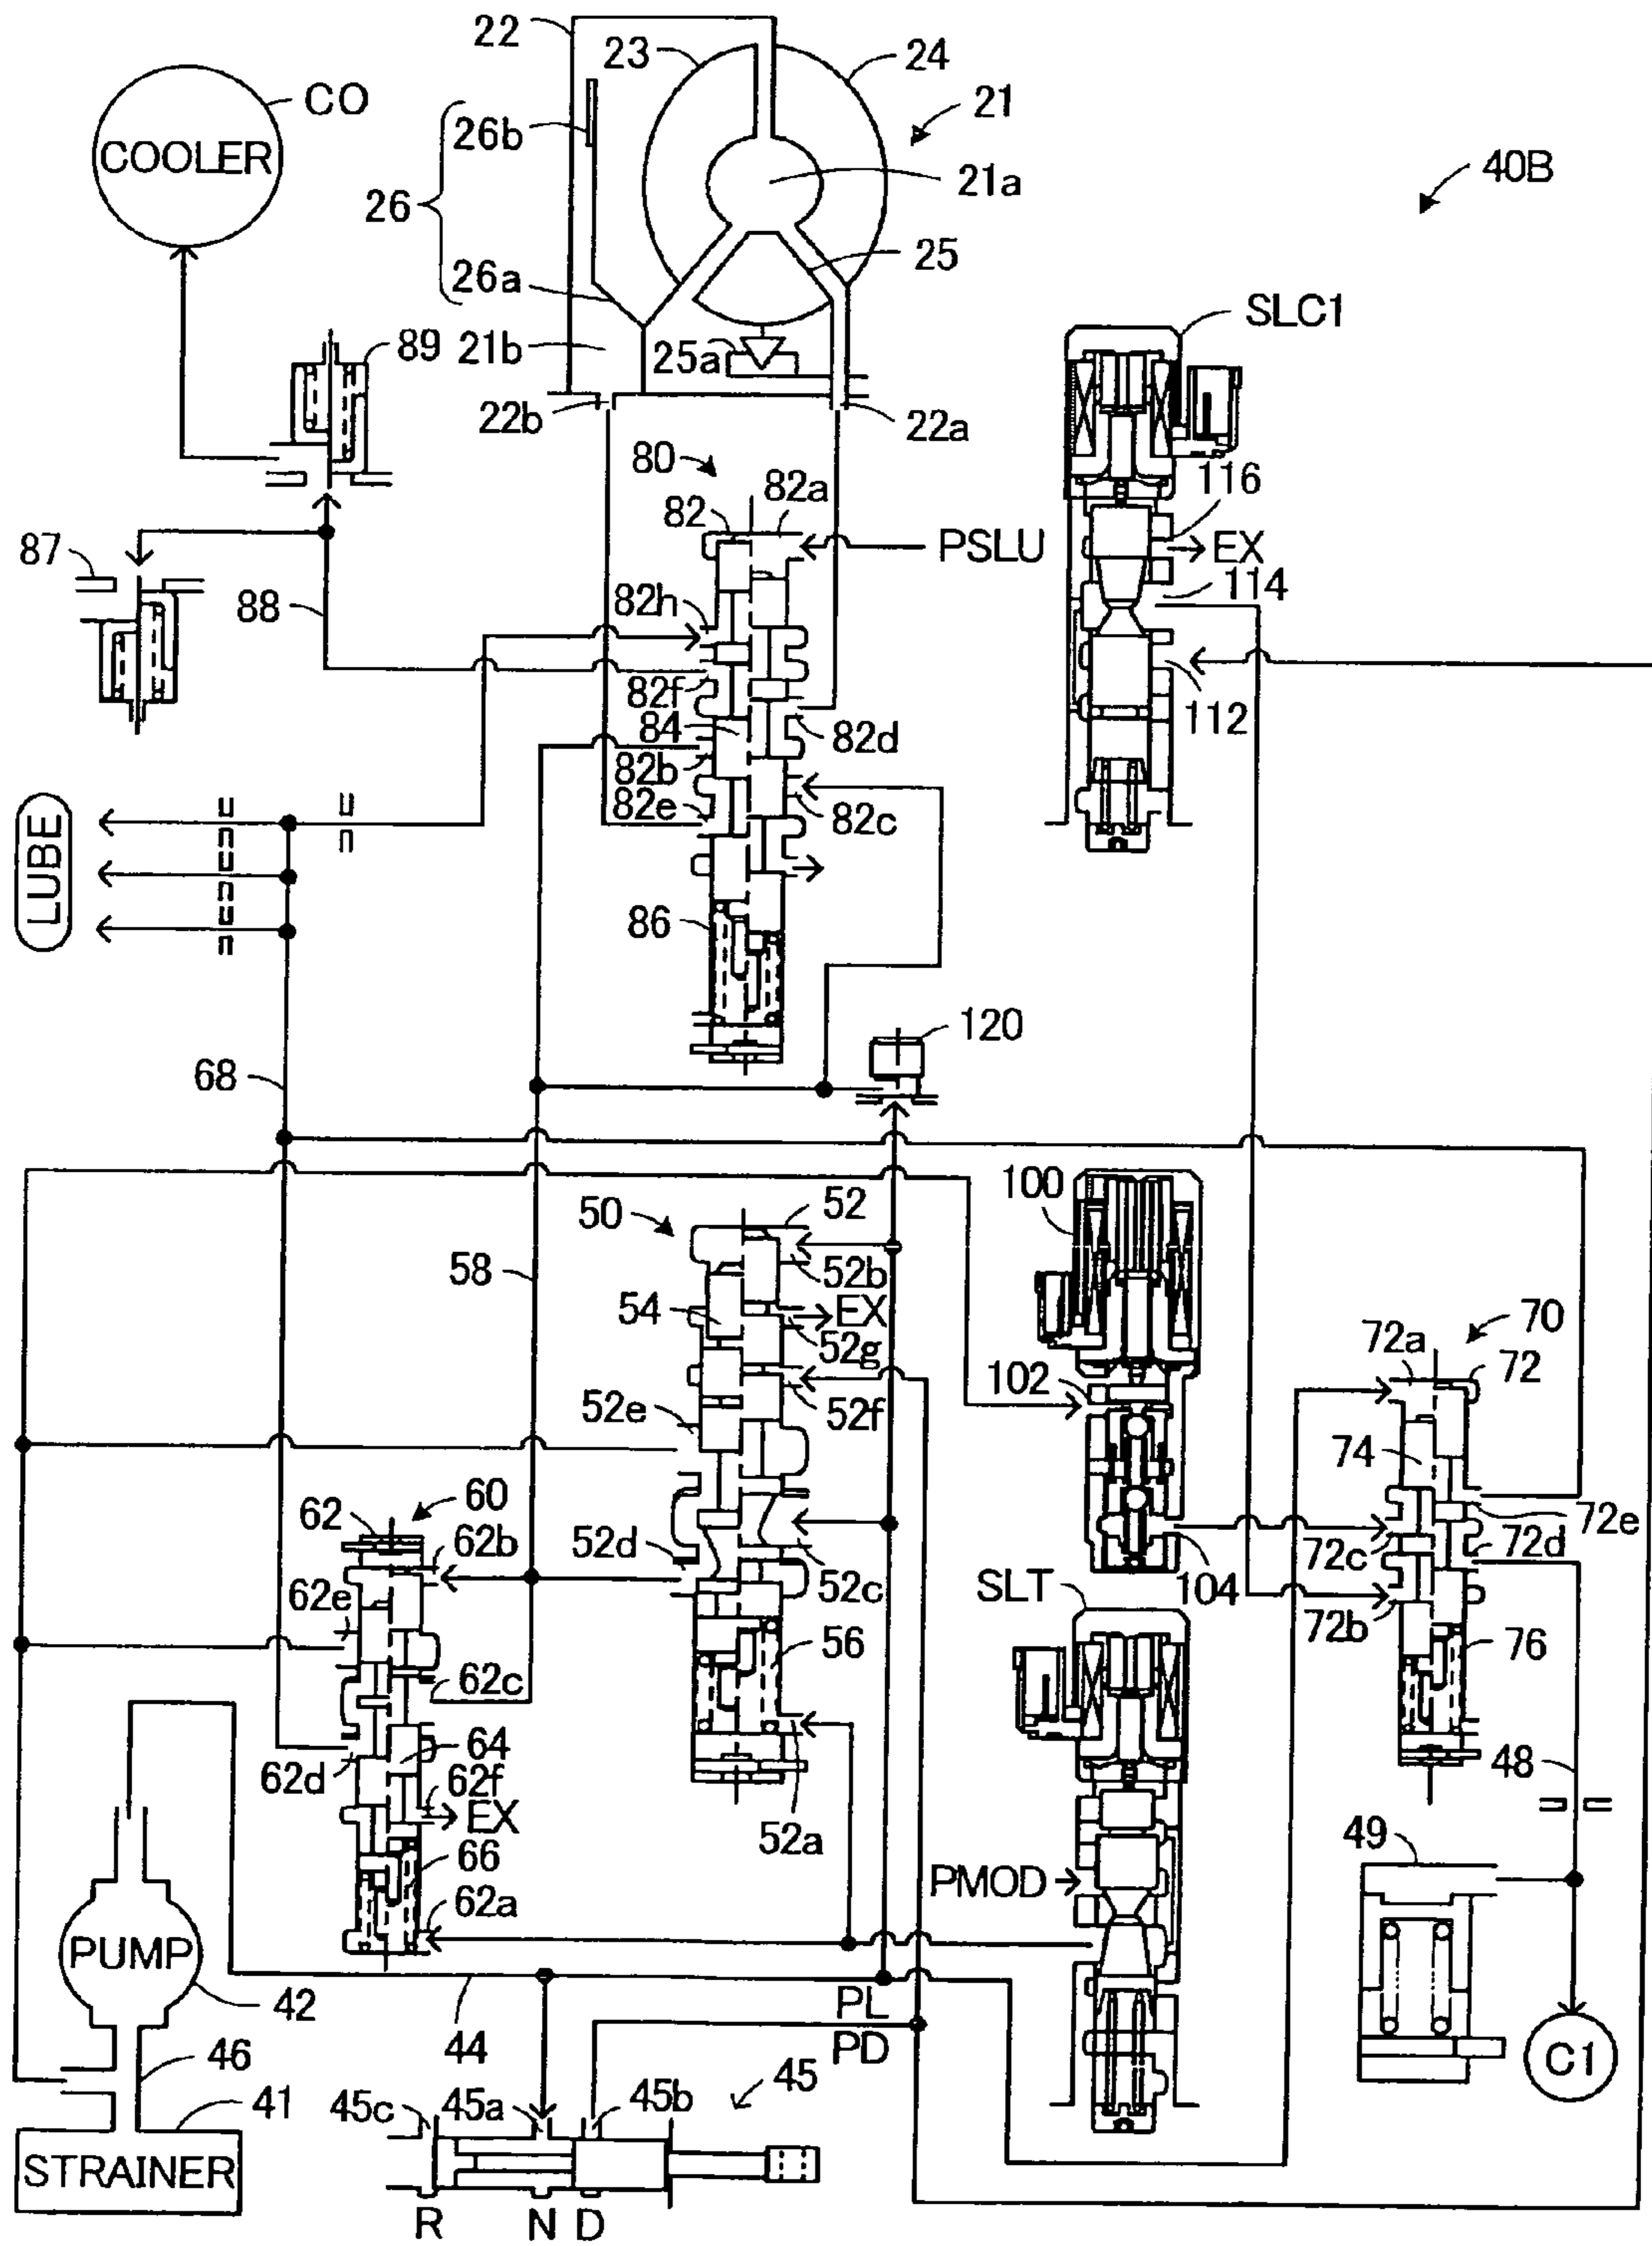 22
23
24
CO
COOLER
26b
21
26
21a
40B
26a
25
SLC1
21b
25a
89
22b
22a
80
82a
82
116
PSLU
EX
87
88
82h
114
82f
84
82d
112
82b
82e
82c
LUBE
86
120
68
50
52
100
58
52b
54
EX
52g
70
72a
72
102
52e
52f
74
60
62
62b
52d
72e
72c
72d
52c
104
62e
SLT
72b
56
76
62c
64
62d
62f
48
EX
52a
66
49
62a
PMOD
PUMP
42
PL
44
PD
46
C1
45
41
45c
45a
45b
STRAINER
R
N
D